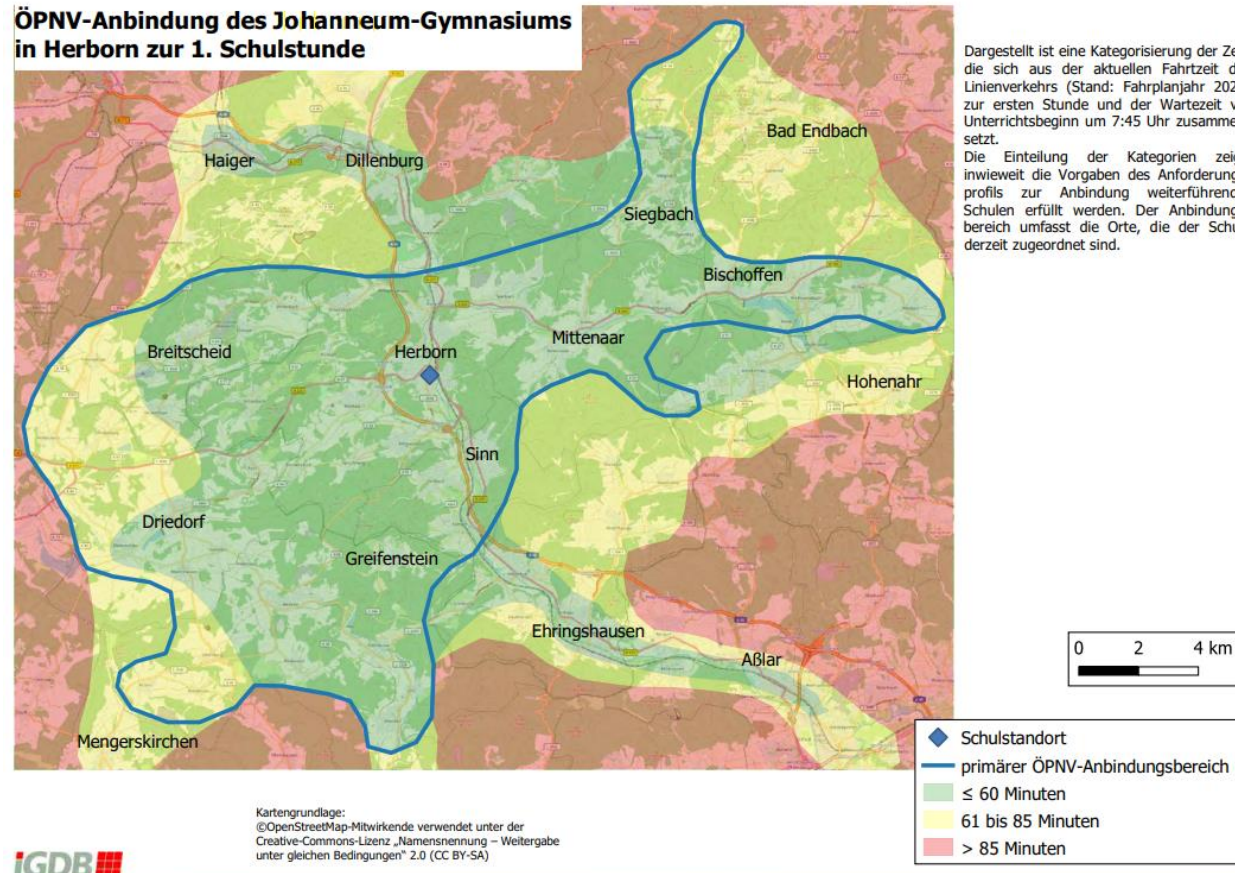 ÖPNV-Anbindung des Johanneum-Gymnasiums
in Herborn zur 1. Schulstunde
Dargestellt ist eine Kategorisierung der Ze
die sich aus der aktuellen Fahrtzeit d
Linienverkehrs (Stand: Fahrplanjahr 202
zur ersten Stunde und der Wartezeit v
Unterrichtsbeginn um 7:45 Uhr zusamme
setzt.
Die Einteilung der Kategorien zeig
inwieweit die Vorgaben des Anforderung
profils zur Anbindung weiterführend
Schulen erfüllt werden. Der Anbindung
bereich umfasst die Orte, die der Schu
derzeit zugeordnet sind.
Bad Endbach
Haiger
Dillenburg
Siegbach
Bischoffen
Mittenaar
Breitscheid
Herborn
Hohenahr
Sinn
Driedorf
Greifenstein
Ehringshausen
Aßlar
Mengerskirchen
0 2 4 km
Schulstandort
primärer ÖPNV-Anbindungsbereich
≤ 60 Minuten
61 bis 85 Minuten
> 85 Minuten
Kartengrundlage:
©OpenStreetMap-Mitwirkende verwendet unter der
Creative-Commons-Lizenz „Namensnennung – Weitergabe
unter gleichen Bedingungen" 2.0 (CC BY-SA)
iGDB